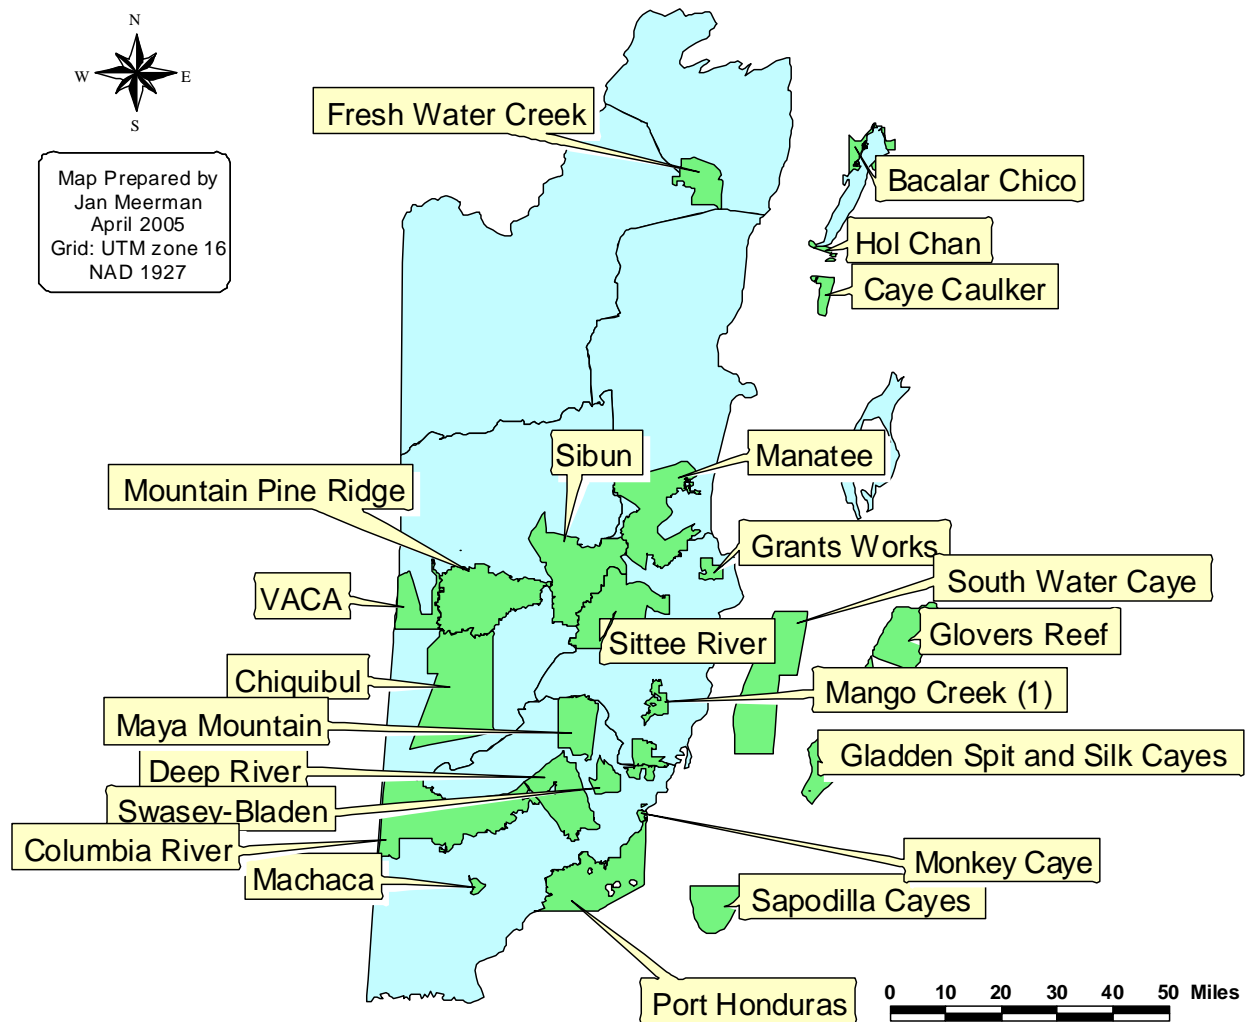 N
W E
S
Map Prepared by
Jan Meerman
April 2005
Grid: UTM zone 16
NAD 1927
Fresh Water Creek
Bacalar Chico
Hol Chan
Caye Caulker
Sibun
Manatee
Mountain Pine Ridge
Grants Works
South Water Caye
VACA
Sittee River
Glovers Reef
Chiquibul
Mango Creek (1)
Maya Mountain
Gladden Spit and Silk Cayes
Deep River
Swasey-Bladen
Columbia River
Monkey Caye
Machaca
Sapodilla Cayes
Port Honduras
0 10 20 30 40 50 Miles